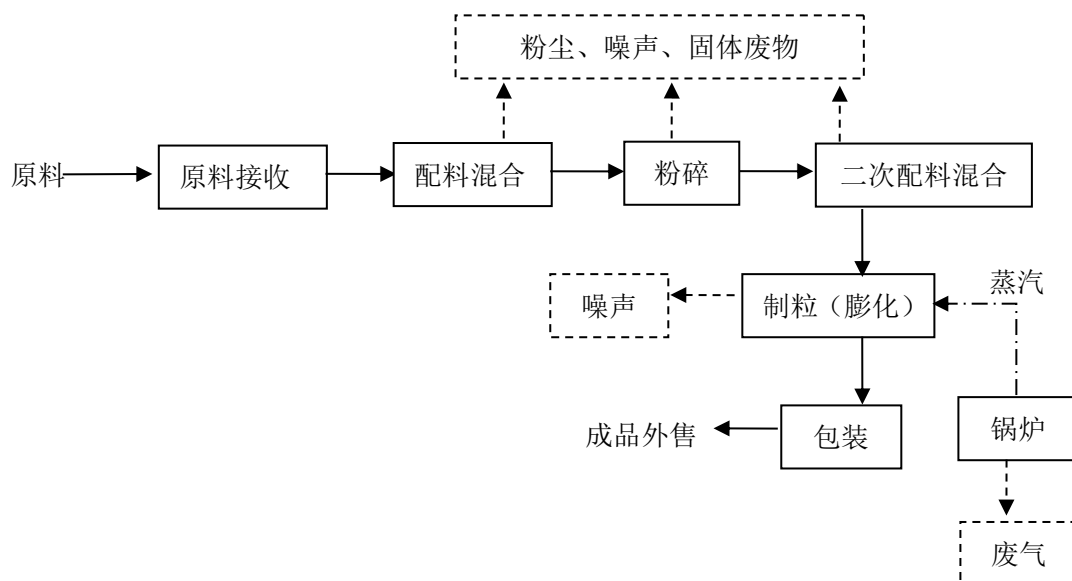 粉尘、噪声、固体废物
原料
原料接收
配料混合
粉碎
二次配料混合
噪声
制粒（膨化）
蒸汽
成品外售
包装
锅炉
废气